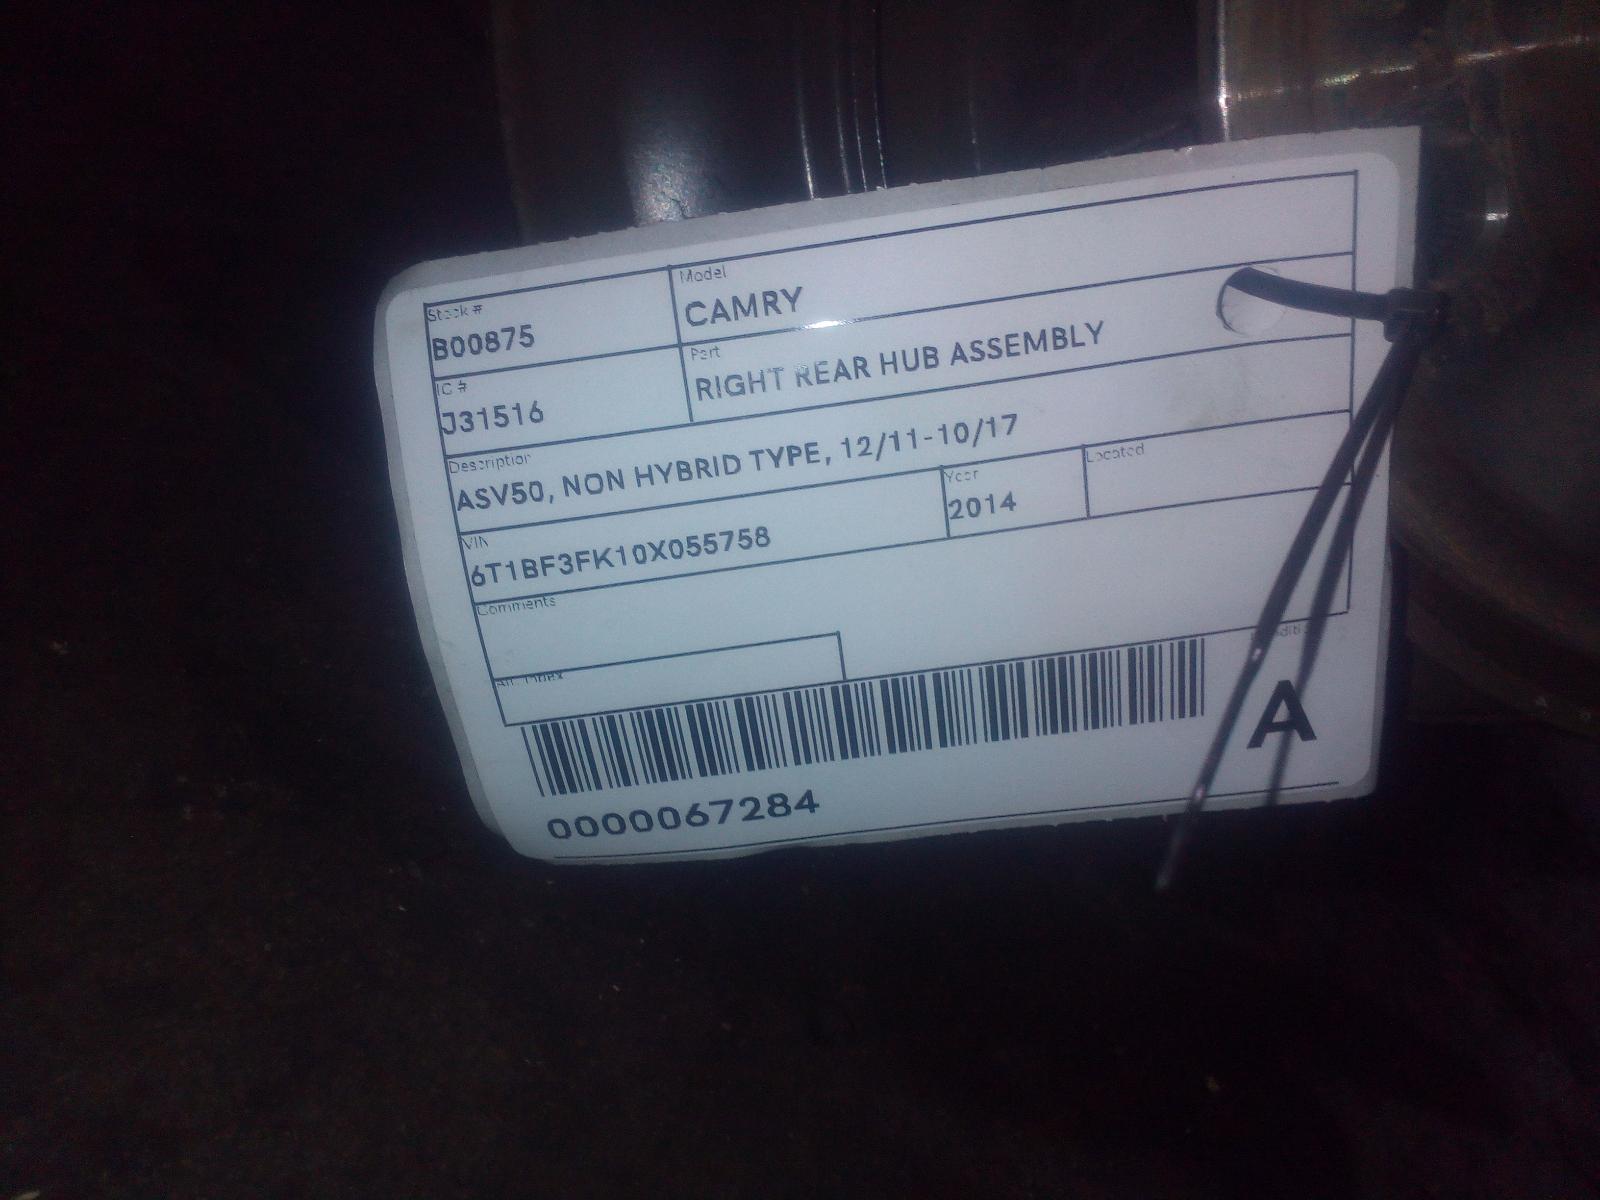 Stock #
B00875
Model
CAMRY
IC #
J31516
Part
RIGHT REAR HUB ASSEMBLY
Description
ASV50, NON HYBRID TYPE, 12/11-10/17
VIN
6T1BF3FK10X055758
Year
2014
Located
Comments
0000067284
A